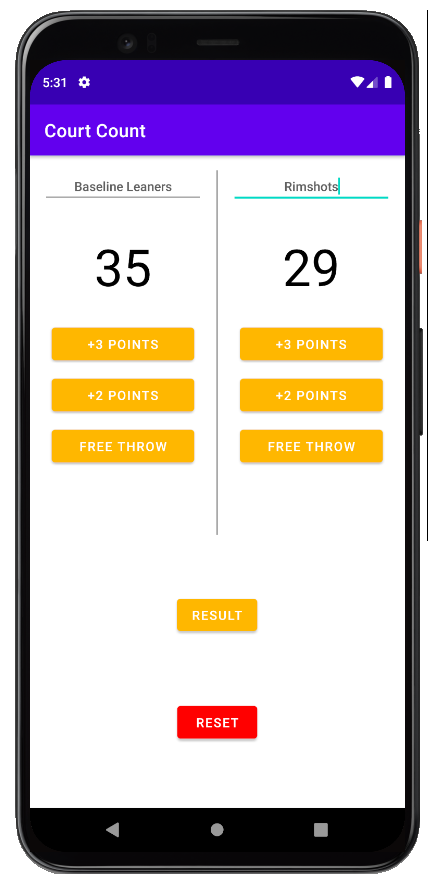 5:31
Court Count
Baseline Leaners
Rimshots
35
29
+3 POINTS
+3 POINTS
+2 POINTS
+2 POINTS
FREE THROW
FREE THROW
RESULT
RESET